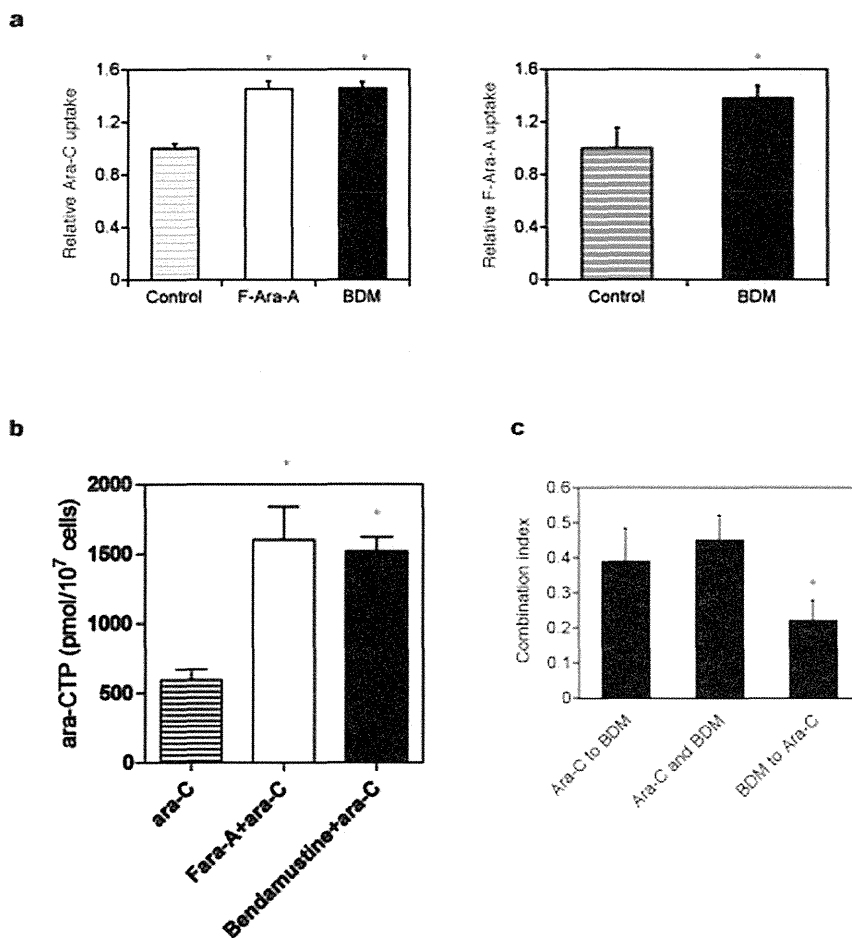 a
Relative Ara-C uptake
1.6
1.2
0.8
0.4
0
*
*
Control
F-Ara-A
BDM
Relative F-Ara-A uptake
1.6
1.2
0.8
0.4
0
*
Control
BDM
b
ara-CTP (pmol/10⁷ cells)
2000
1500
1000
500
0
*
*
ara-C
Fara-A+ara-C
Bendamustine+ara-C
c
Combination index
0.6
0.5
0.4
0.3
0.2
0.1
0
*
Ara-C to BDM
Ara-C and BDM
BDM to Ara-C